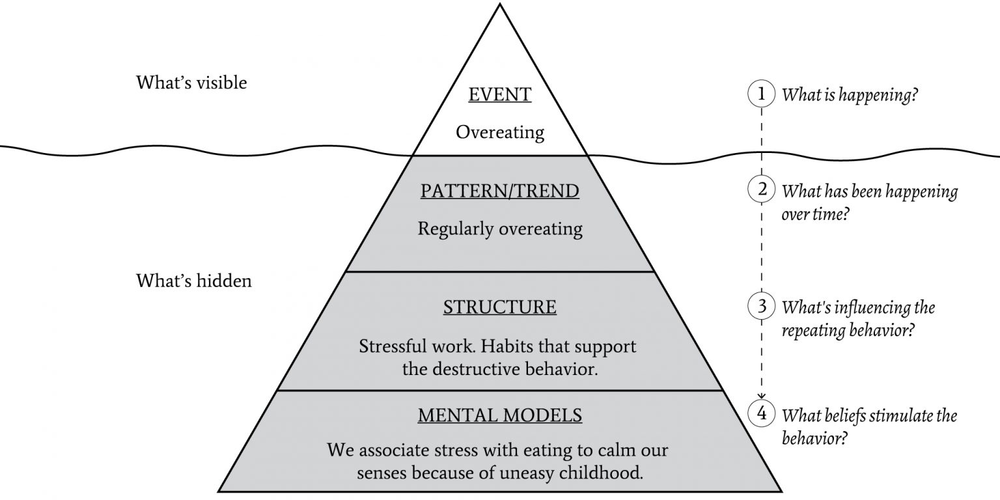 What’s visible
EVENT
Overeating
1 What is happening?
PATTERN/TREND
Regularly overeating
2 What has been happening
over time?
What’s hidden
STRUCTURE
Stressful work. Habits that support
the destructive behavior.
3 What's influencing the
repeating behavior?
MENTAL MODELS
We associate stress with eating to calm our
senses because of uneasy childhood.
4 What beliefs stimulate the
behavior?